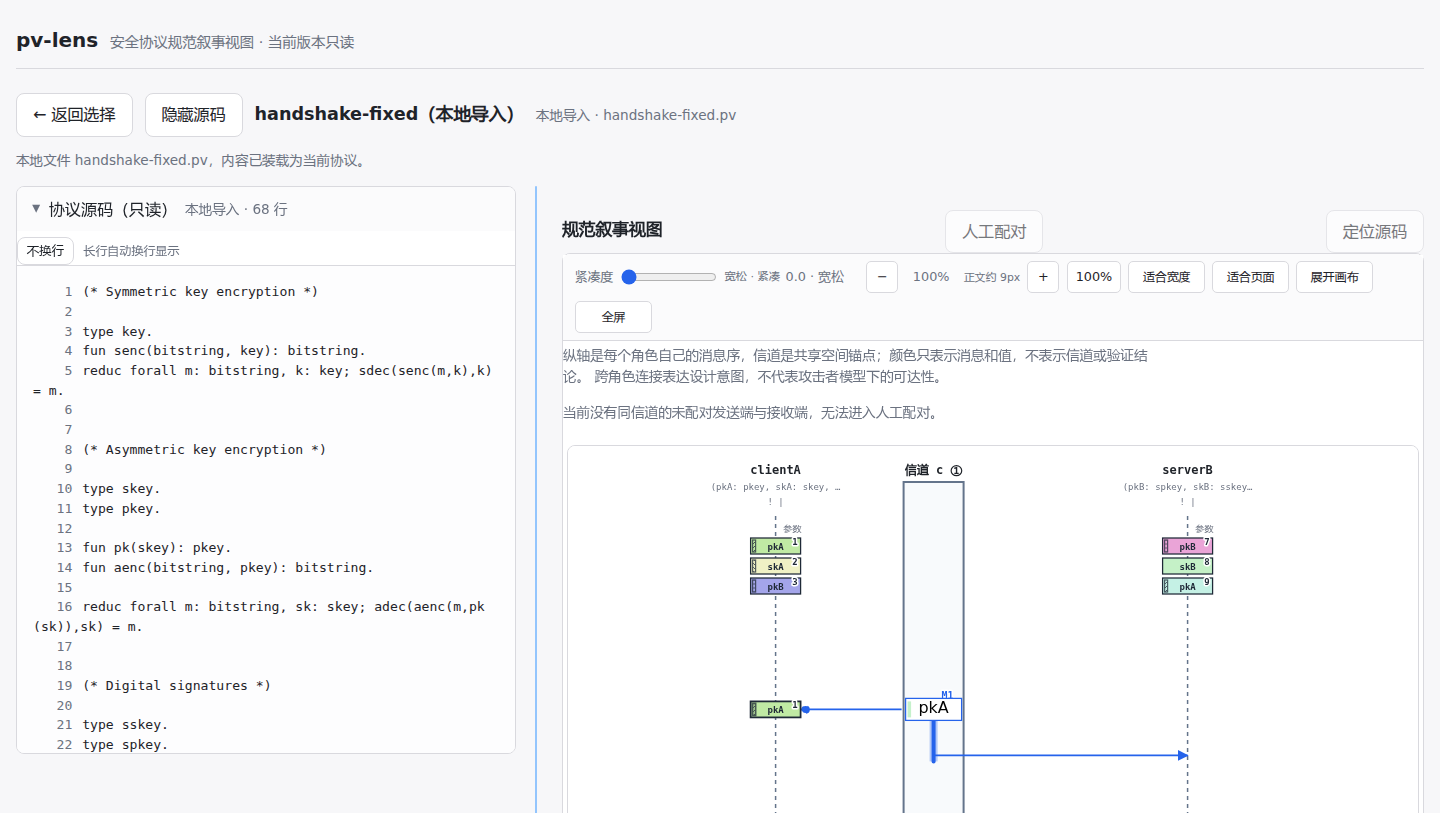 pv-lens 安全协议规范叙事视图 · 当前版本只读
← 返回选择 隐藏源码 handshake-fixed（本地导入） 本地导入 · handshake-fixed.pv
本地文件 handshake-fixed.pv，内容已装载为当前协议。
▼ 协议源码（只读） 本地导入 · 68 行
不换行 长行自动换行显示
1 (* Symmetric key encryption *)
2
3 type key.
4 fun senc(bitstring, key): bitstring.
5 reduc forall m: bitstring, k: key; sdec(senc(m,k),k)
= m.
6
7
8 (* Asymmetric key encryption *)
9
10 type skey.
11 type pkey.
12
13 fun pk(skey): pkey.
14 fun aenc(bitstring, pkey): bitstring.
15
16 reduc forall m: bitstring, sk: skey; adec(aenc(m,pk
(sk)),sk) = m.
17
18
19 (* Digital signatures *)
20
21 type sskey.
22 type spkey.
规范叙事视图 人工配对 定位源码
紧凑度 宽松 · 紧凑 0.0 · 宽松 − 100% 正文约 9px + 100% 适合宽度 适合页面 展开画布
全屏
纵轴是每个角色自己的消息序，信道是共享空间锚点；颜色只表示消息和值，不表示信道或验证结
论。 跨角色连接表达设计意图，不代表攻击者模型下的可达性。
当前没有同信道的未配对发送端与接收端，无法进入人工配对。
clientA 信道 c ① serverB
(pkA: pkey, skA: skey, … (pkB: spkey, skB: sskey…
! | ! |
参数 参数
pkA 1 pkB 7
skA 2 skB 8
pkB 3 pkA 9
M1
pkA 1 pkA